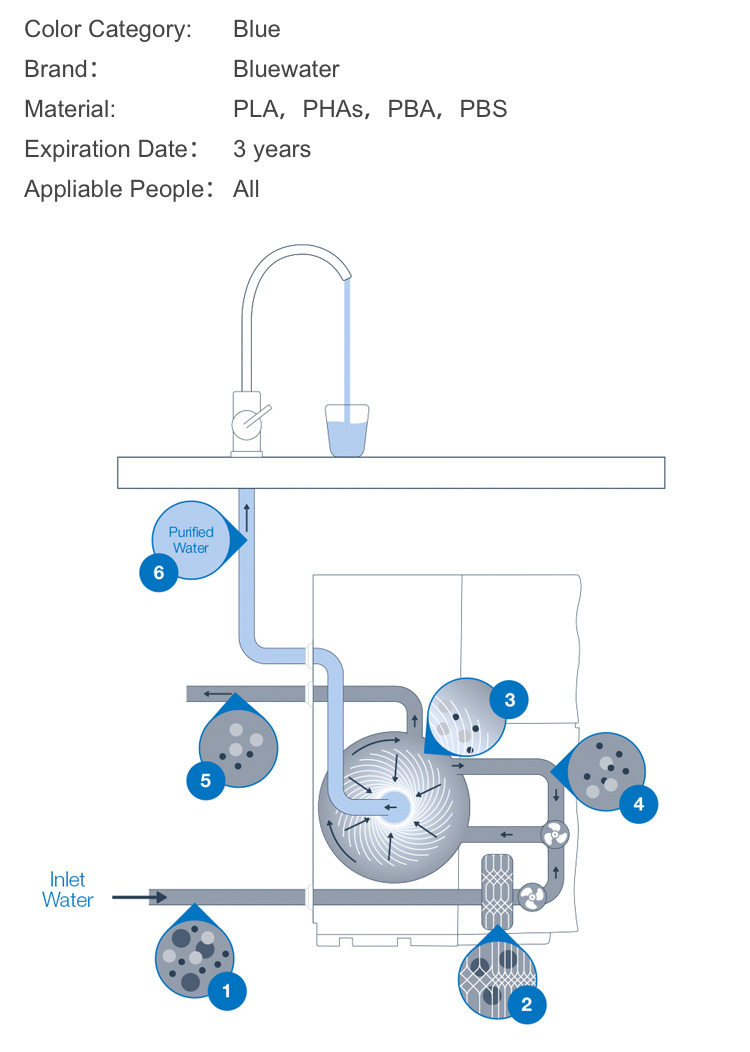 Color Category: Blue
Brand： Bluewater
Material: PLA，PHAs，PBA，PBS
Expiration Date： 3 years
Appliable People： All
Purified
Water
6
3
5
4
Inlet
Water
1
2